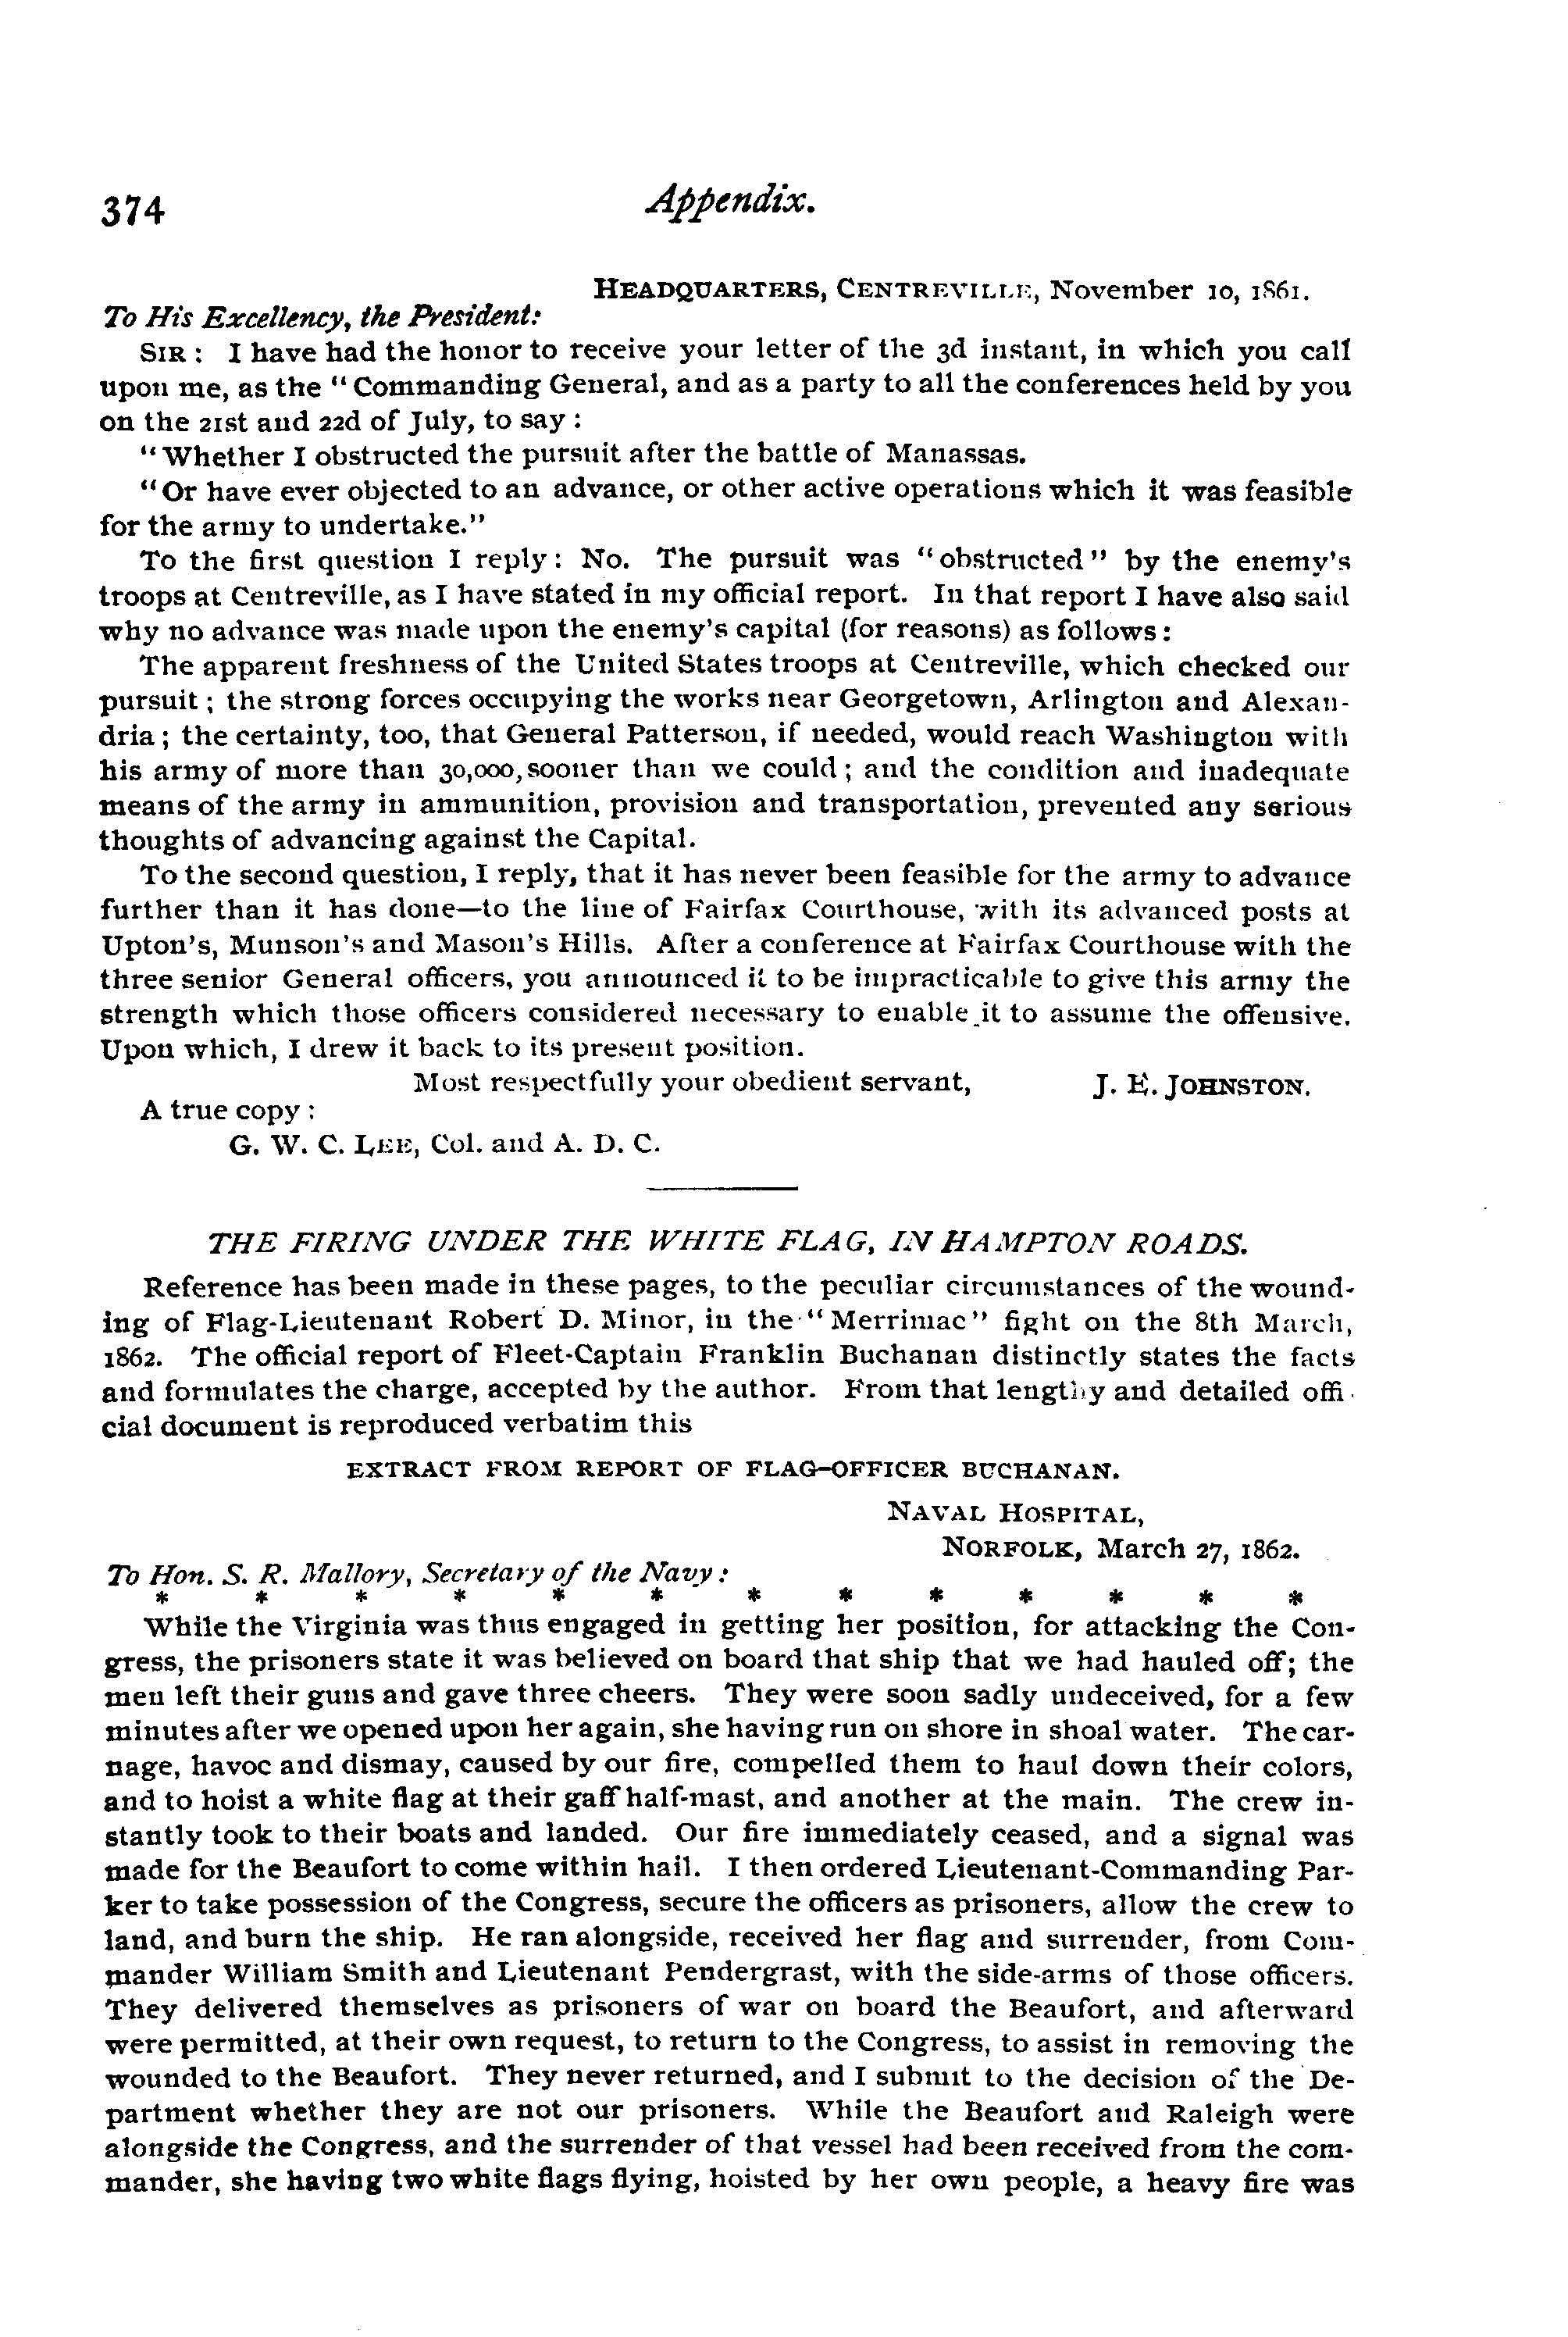 374
Appendix.
HEADQUARTERS, CENTREVILLE, November 10, 1861.
To His Excellency, the President:
SIR : I have had the honor to receive your letter of the 3d instant, in which you call
upon me, as the "Commanding General, and as a party to all the conferences held by you
on the 21st and 22d of July, to say :
"Whether I obstructed the pursuit after the battle of Manassas.
"Or have ever objected to an advance, or other active operations which it was feasible
for the army to undertake."
To the first question I reply: No. The pursuit was "obstructed" by the enemy's
troops at Centreville, as I have stated in my official report. In that report I have also said
why no advance was made upon the enemy's capital (for reasons) as follows:
The apparent freshness of the United States troops at Centreville, which checked our
pursuit ; the strong forces occupying the works near Georgetown, Arlington and Alexan-
dria ; the certainty, too, that General Patterson, if needed, would reach Washington with
his army of more than 30,000, sooner than we could ; and the condition and inadequate
means of the army in ammunition, provision and transportation, prevented any serious
thoughts of advancing against the Capital.
To the second question, I reply, that it has never been feasible for the army to advance
further than it has done—to the line of Fairfax Courthouse, with its advanced posts at
Upton's, Munson's and Mason's Hills. After a conference at Fairfax Courthouse with the
three senior General officers, you announced it to be impracticable to give this army the
strength which those officers considered necessary to enable it to assume the offensive.
Upon which, I drew it back to its present position.
Most respectfully your obedient servant, J. E. JOHNSTON.
A true copy :
G. W. C. LEE, Col. and A. D. C.
THE FIRING UNDER THE WHITE FLAG, IN HAMPTON ROADS.
Reference has been made in these pages, to the peculiar circumstances of the wound-
ing of Flag-Lieutenant Robert D. Minor, in the "Merrimac" fight on the 8th March,
1862. The official report of Fleet-Captain Franklin Buchanan distinctly states the facts
and formulates the charge, accepted by the author. From that lengthy and detailed offi-
cial document is reproduced verbatim this
EXTRACT FROM REPORT OF FLAG-OFFICER BUCHANAN.
NAVAL HOSPITAL,
NORFOLK, March 27, 1862.
To Hon. S. R. Mallory, Secretary of the Navy :
* * * * * * * * * * * * *
While the Virginia was thus engaged in getting her position, for attacking the Con-
gress, the prisoners state it was believed on board that ship that we had hauled off; the
men left their guns and gave three cheers. They were soon sadly undeceived, for a few
minutes after we opened upon her again, she having run on shore in shoal water. The car-
nage, havoc and dismay, caused by our fire, compelled them to haul down their colors,
and to hoist a white flag at their gaff half-mast, and another at the main. The crew in-
stantly took to their boats and landed. Our fire immediately ceased, and a signal was
made for the Beaufort to come within hail. I then ordered Lieutenant-Commanding Par-
ker to take possession of the Congress, secure the officers as prisoners, allow the crew to
land, and burn the ship. He ran alongside, received her flag and surrender, from Com-
mander William Smith and Lieutenant Pendergrast, with the side-arms of those officers.
They delivered themselves as prisoners of war on board the Beaufort, and afterward
were permitted, at their own request, to return to the Congress, to assist in removing the
wounded to the Beaufort. They never returned, and I submit to the decision of the De-
partment whether they are not our prisoners. While the Beaufort and Raleigh were
alongside the Congress, and the surrender of that vessel had been received from the com-
mander, she having two white flags flying, hoisted by her own people, a heavy fire was